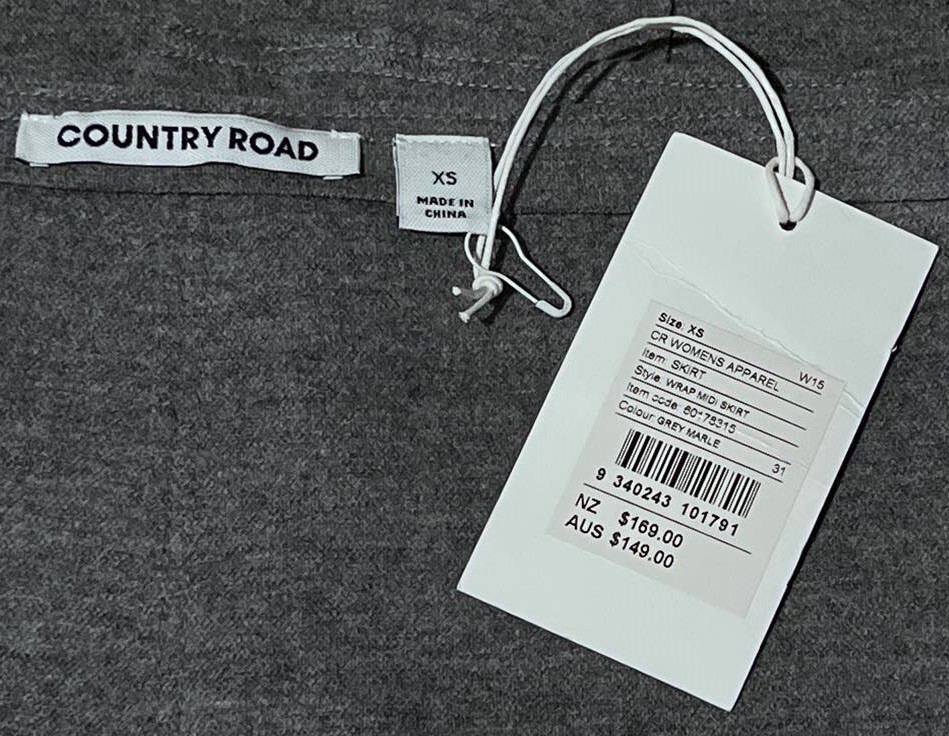 COUNTRY ROAD
XS
MADE IN
CHINA
Size: XS
CR WOMENS APPAREL W15
Item: SKIRT
Style: WRAP MIDI SKIRT
Item code: 60178315
Colour: GREY MARLE 31
9 340243 101791
NZ $169.00
AUS $149.00